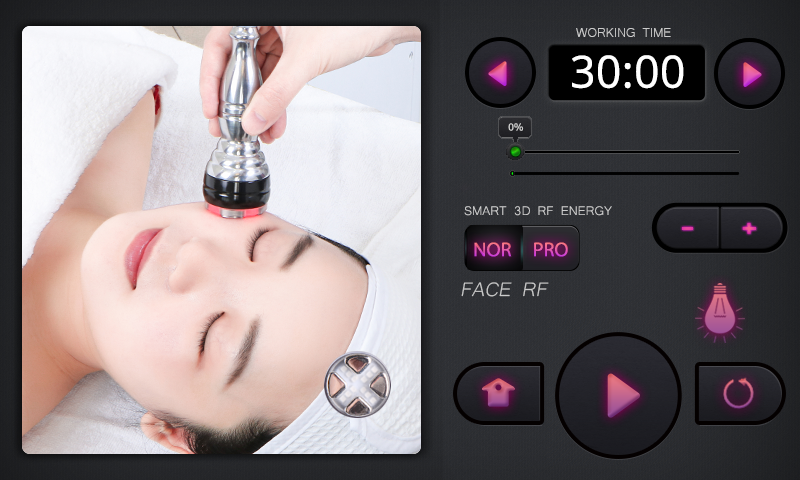 WORKING TIME
30:00
0%
SMART 3D RF ENERGY
NOR PRO
- +
FACE RF